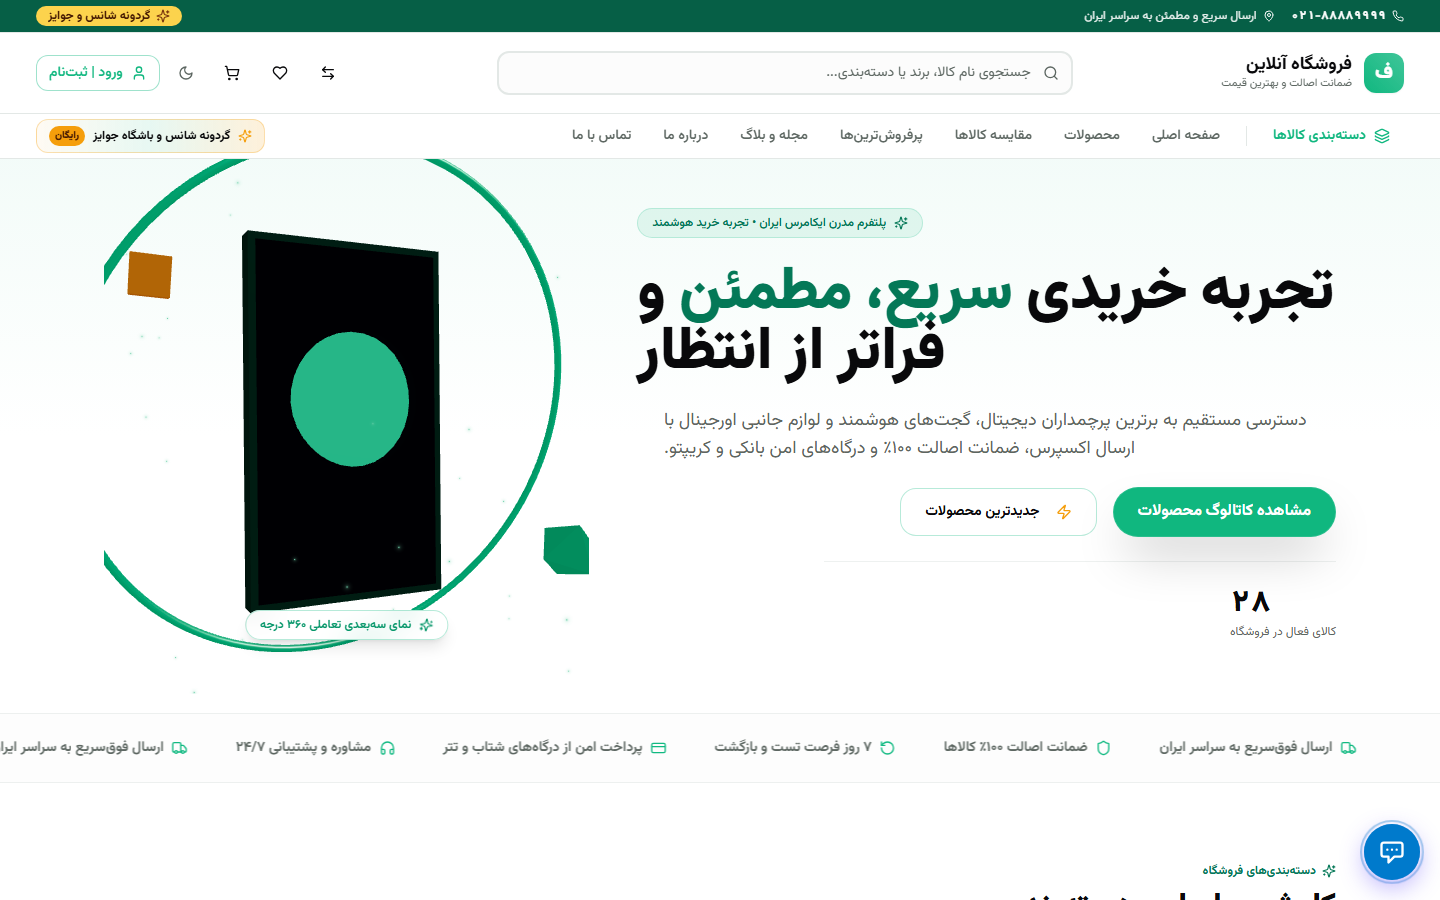 ۰۲۱-۸۸۸۸۹۹۹۹
ارسال سریع و مطمئن به سراسر ایران
گردونه شانس و جوایز
ف
فروشگاه آنلاین
ضمانت اصالت و بهترین قیمت
جستجوی نام کالا، برند یا دسته‌بندی...
ورود | ثبت‌نام
دسته‌بندی کالاها
صفحه اصلی
محصولات
مقایسه کالاها
پرفروش‌ترین‌ها
مجله و بلاگ
درباره ما
تماس با ما
گردونه شانس و باشگاه جوایز
رایگان
پلتفرم مدرن ایکامرس ایران • تجربه خرید هوشمند
تجربه خریدی سریع، مطمئن و
فراتر از انتظار
دسترسی مستقیم به برترین پرچمداران دیجیتال، گجت‌های هوشمند و لوازم جانبی اورجینال با
ارسال اکسپرس، ضمانت اصالت ۱۰۰٪ و درگاه‌های امن بانکی و کریپتو.
مشاهده کاتالوگ محصولات
جدیدترین محصولات
۲۸
کالای فعال در فروشگاه
نمای سه‌بعدی تعاملی ۳۶۰ درجه
ارسال فوق‌سریع به سراسر ایران
ضمانت اصالت ۱۰۰٪ کالاها
۷ روز فرصت تست و بازگشت
پرداخت امن از درگاه‌های شتاب و تتر
مشاوره و پشتیبانی ۲۴/۷
ارسال فوق‌سریع به سراسر ایران
دسته‌بندی‌های فروشگاه